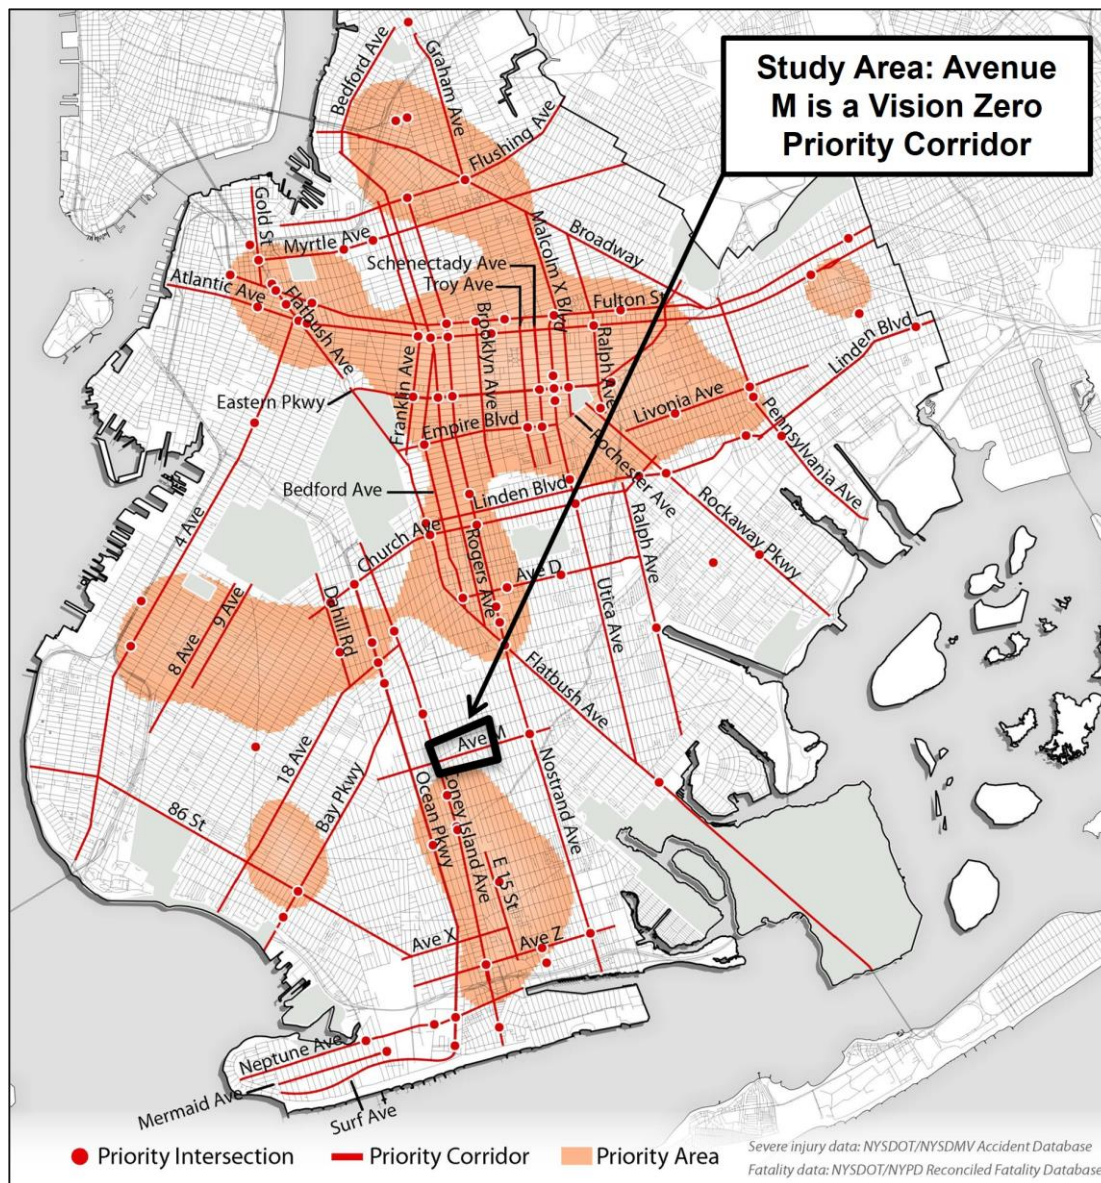 Study Area: Avenue
M is a Vision Zero
Priority Corridor
Bedford Ave
Graham Ave
Flushing Ave
Gold St
Myrtle Ave
Malcolm X Blvd
Broadway
Schenectady Ave
Troy Ave
Atlantic Ave
Flatbush Ave
Fulton St
Brooklyn Ave
Ralph Ave
Linden Blvd
Franklin Ave
Eastern Pkwy
Empire Blvd
Livonia Ave
Pennsylvania Ave
Rochester Ave
Bedford Ave
Linden Blvd
Rockaway Pkwy
4 Ave
Church Ave
Rogers Ave
Ralph Ave
Ave D
Utica Ave
Dahill Rd
9 Ave
8 Ave
Flatbush Ave
Ave M
18 Ave
Nostrand Ave
Bay Pkwy
Ocean Pkwy
Coney Island Ave
86 St
E 15 St
Ave X
Ave Z
Neptune Ave
Mermaid Ave
Surf Ave
Priority Intersection
Priority Corridor
Priority Area
Severe injury data: NYSDOT/NYSDMV Accident Database
Fatality data: NYSDOT/NYPD Reconciled Fatality Database